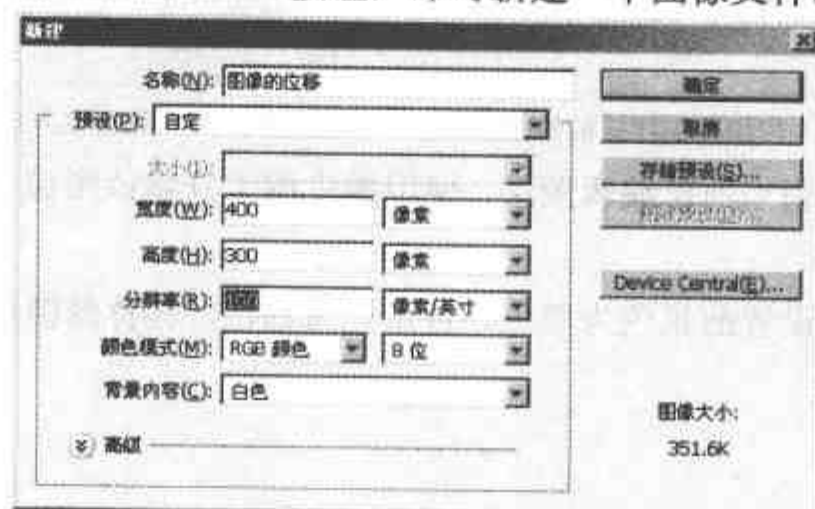 新建
名称(N): 图像的位移
确定
预设(P): 自定
取消
大小(I):
存储预设(S)...
宽度(W): 400 像素
高度(H): 300 像素
Device Central(E)...
分辨率(R): 像素/英寸
颜色模式(M): RGB 颜色 8 位
背景内容(C): 白色
图像大小:
高级
351.6K